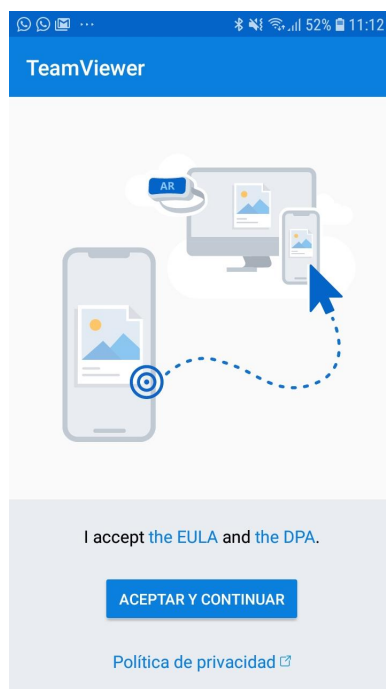 52% 11:12
TeamViewer
AR
I accept the EULA and the DPA.
ACEPTAR Y CONTINUAR
Política de privacidad